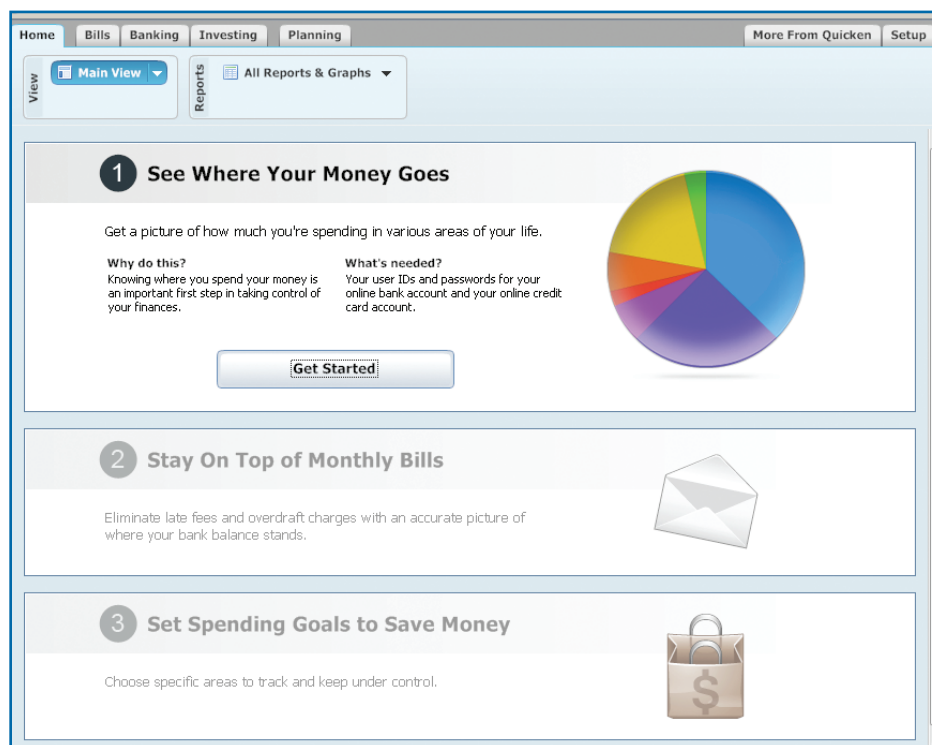 Home Bills Banking Investing Planning More From Quicken Setup
View
Main View
Reports
All Reports & Graphs
1 See Where Your Money Goes
Get a picture of how much you're spending in various areas of your life.
Why do this?
Knowing where you spend your money is
an important first step in taking control of
your finances.
What's needed?
Your user IDs and passwords for your
online bank account and your online credit
card account.
Get Started
2 Stay On Top of Monthly Bills
Eliminate late fees and overdraft charges with an accurate picture of
where your bank balance stands.
3 Set Spending Goals to Save Money
Choose specific areas to track and keep under control.
$